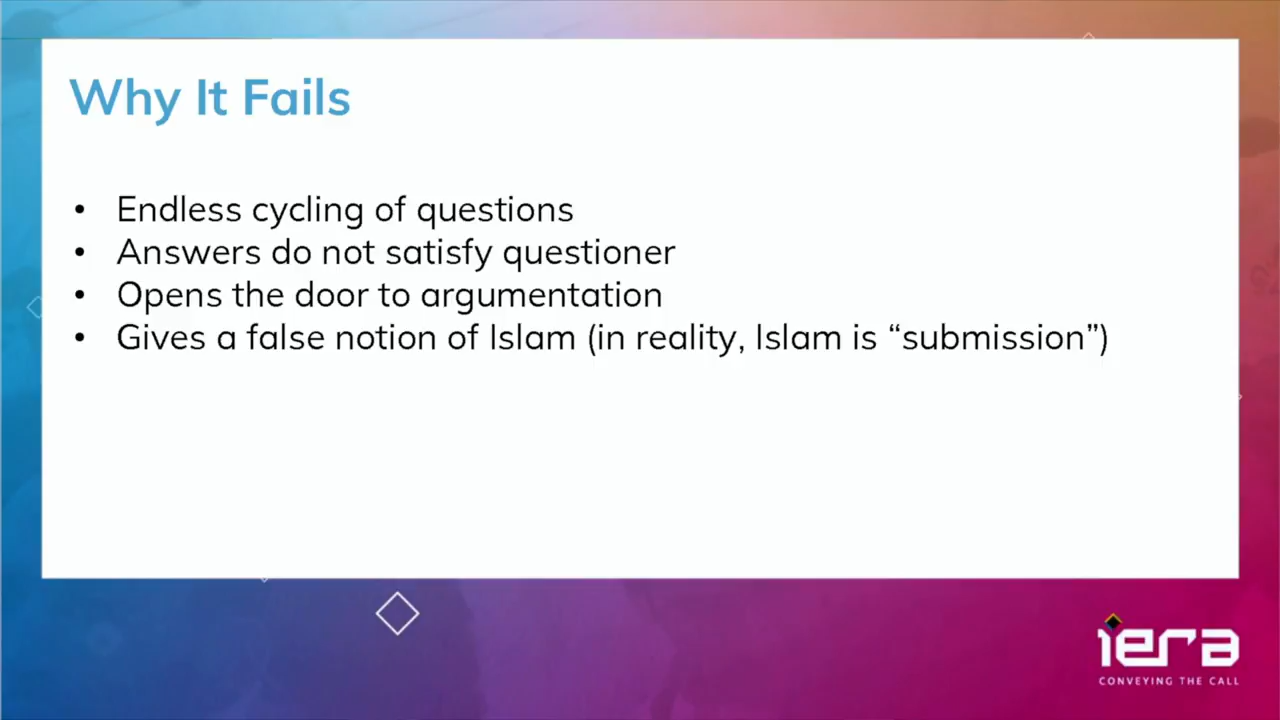 Why It Fails
• Endless cycling of questions
• Answers do not satisfy questioner
• Opens the door to argumentation
• Gives a false notion of Islam (in reality, Islam is “submission”)
iera
CONVEYING THE CALL